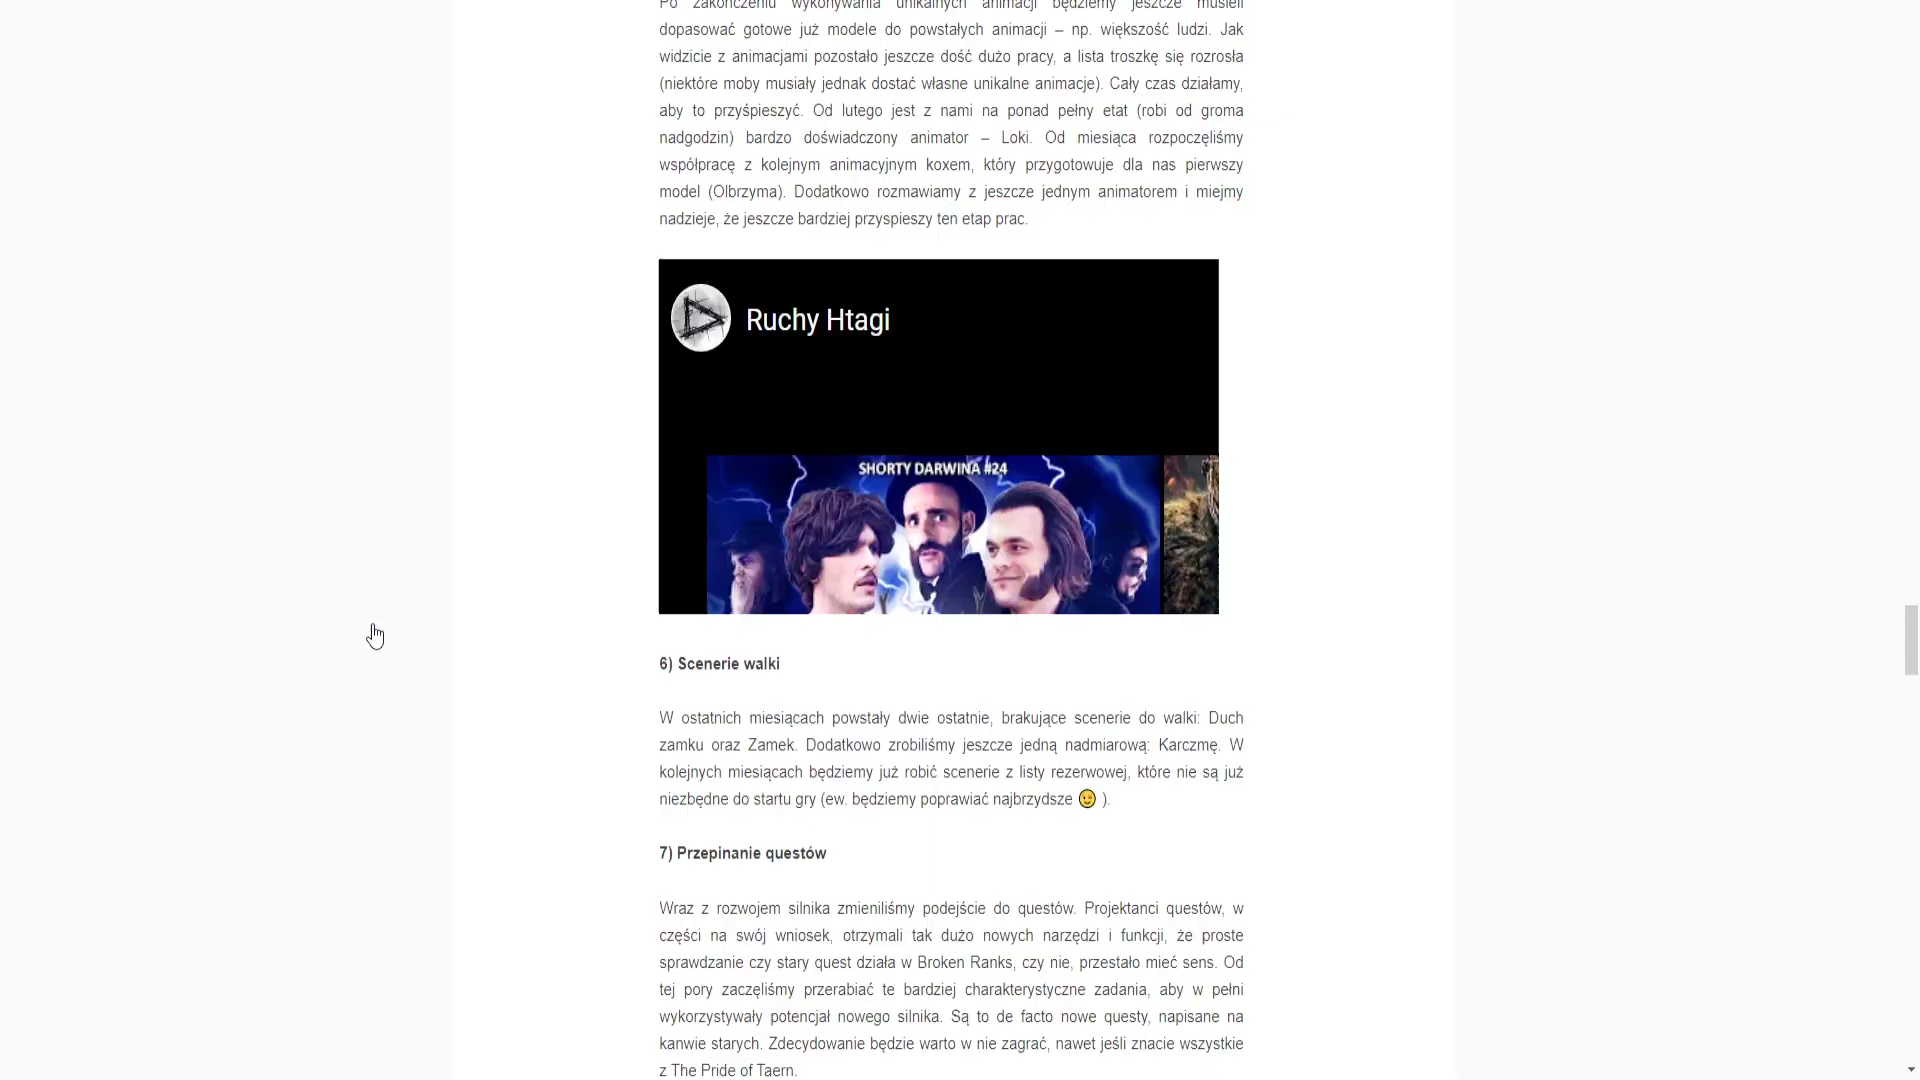 Po zakończeniu wykonywania unikalnych animacji będziemy jeszcze musieli
dopasować gotowe już modele do powstałych animacji – np. większość ludzi. Jak
widzicie z animacjami pozostało jeszcze dość dużo pracy, a lista troszkę się rozrosła
(niektóre moby musiały jednak dostać własne unikalne animacje). Cały czas działamy,
aby to przyśpieszyć. Od lutego jest z nami na ponad pełny etat (robi od groma
nadgodzin) bardzo doświadczony animator – Loki. Od miesiąca rozpoczęliśmy
współpracę z kolejnym animacyjnym koxem, który przygotowuje dla nas pierwszy
model (Olbrzyma). Dodatkowo rozmawiamy z jeszcze jednym animatorem i miejmy
nadzieje, że jeszcze bardziej przyspieszy ten etap prac.
Ruchy Htagi
SHORTY DARWINA #24
6) Scenerie walki
W ostatnich miesiącach powstały dwie ostatnie, brakujące scenerie do walki: Duch
zamku oraz Zamek. Dodatkowo zrobiliśmy jeszcze jedną nadmiarową: Karczmę. W
kolejnych miesiącach będziemy już robić scenerie z listy rezerwowej, które nie są już
niezbędne do startu gry (ew. będziemy poprawiać najbrzydsze 😉 ).
7) Przepinanie questów
Wraz z rozwojem silnika zmieniliśmy podejście do questów. Projektanci questów, w
części na swój wniosek, otrzymali tak dużo nowych narzędzi i funkcji, że proste
sprawdzanie czy stary quest działa w Broken Ranks, czy nie, przestało mieć sens. Od
tej pory zaczęliśmy przerabiać te bardziej charakterystyczne zadania, aby w pełni
wykorzystywały potencjał nowego silnika. Są to de facto nowe questy, napisane na
kanwie starych. Zdecydowanie będzie warto w nie zagrać, nawet jeśli znacie wszystkie
z The Pride of Taern.